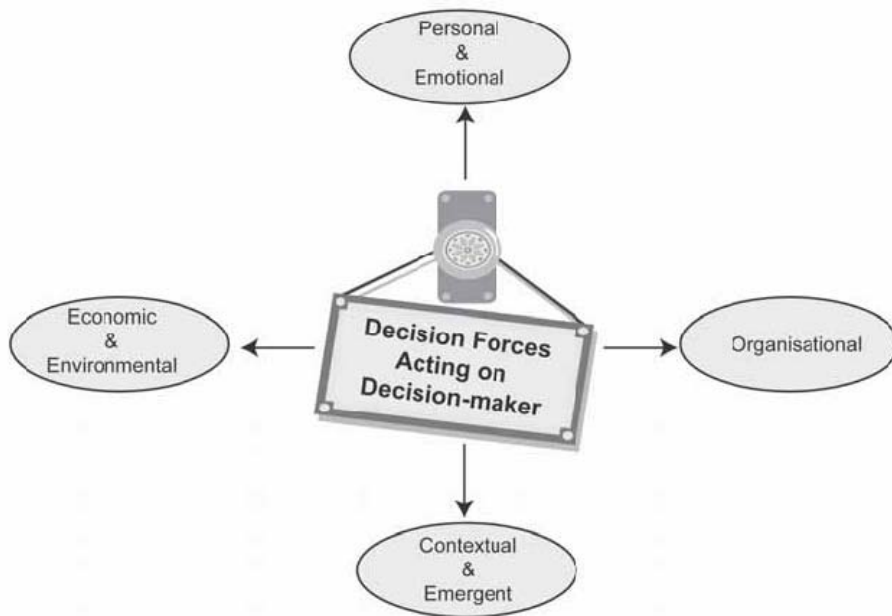 Personal
&
Emotional
Economic
&
Environmental
Decision Forces
Acting on
Decision-maker
Organisational
Contextual
&
Emergent